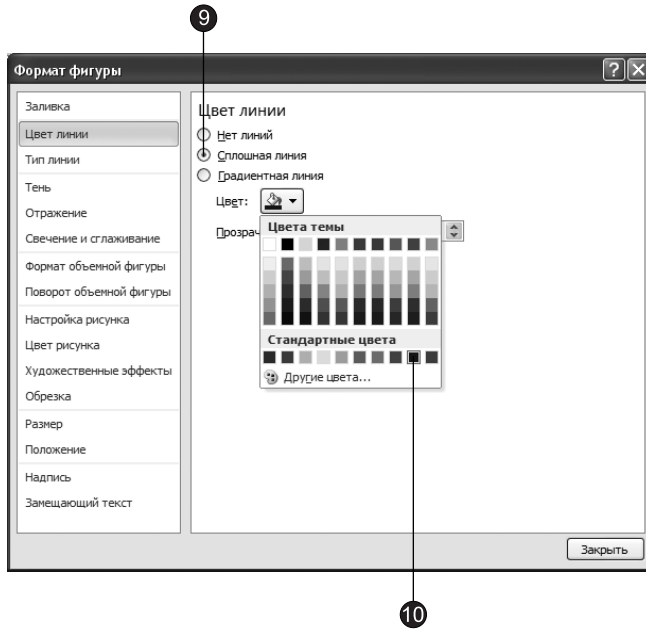 9
Формат фигуры
Заливка
Цвет линии
Тип линии
Тень
Отражение
Свечение и сглаживание
Формат объемной фигуры
Поворот объемной фигуры
Настройка рисунка
Цвет рисунка
Художественные эффекты
Обрезка
Размер
Положение
Надпись
Замещающий текст
Цвет линии
Нет линий
Сплошная линия
Градиентная линия
Цвет:
Прозрач
Цвета темы
Стандартные цвета
Другие цвета...
Закрыть
10